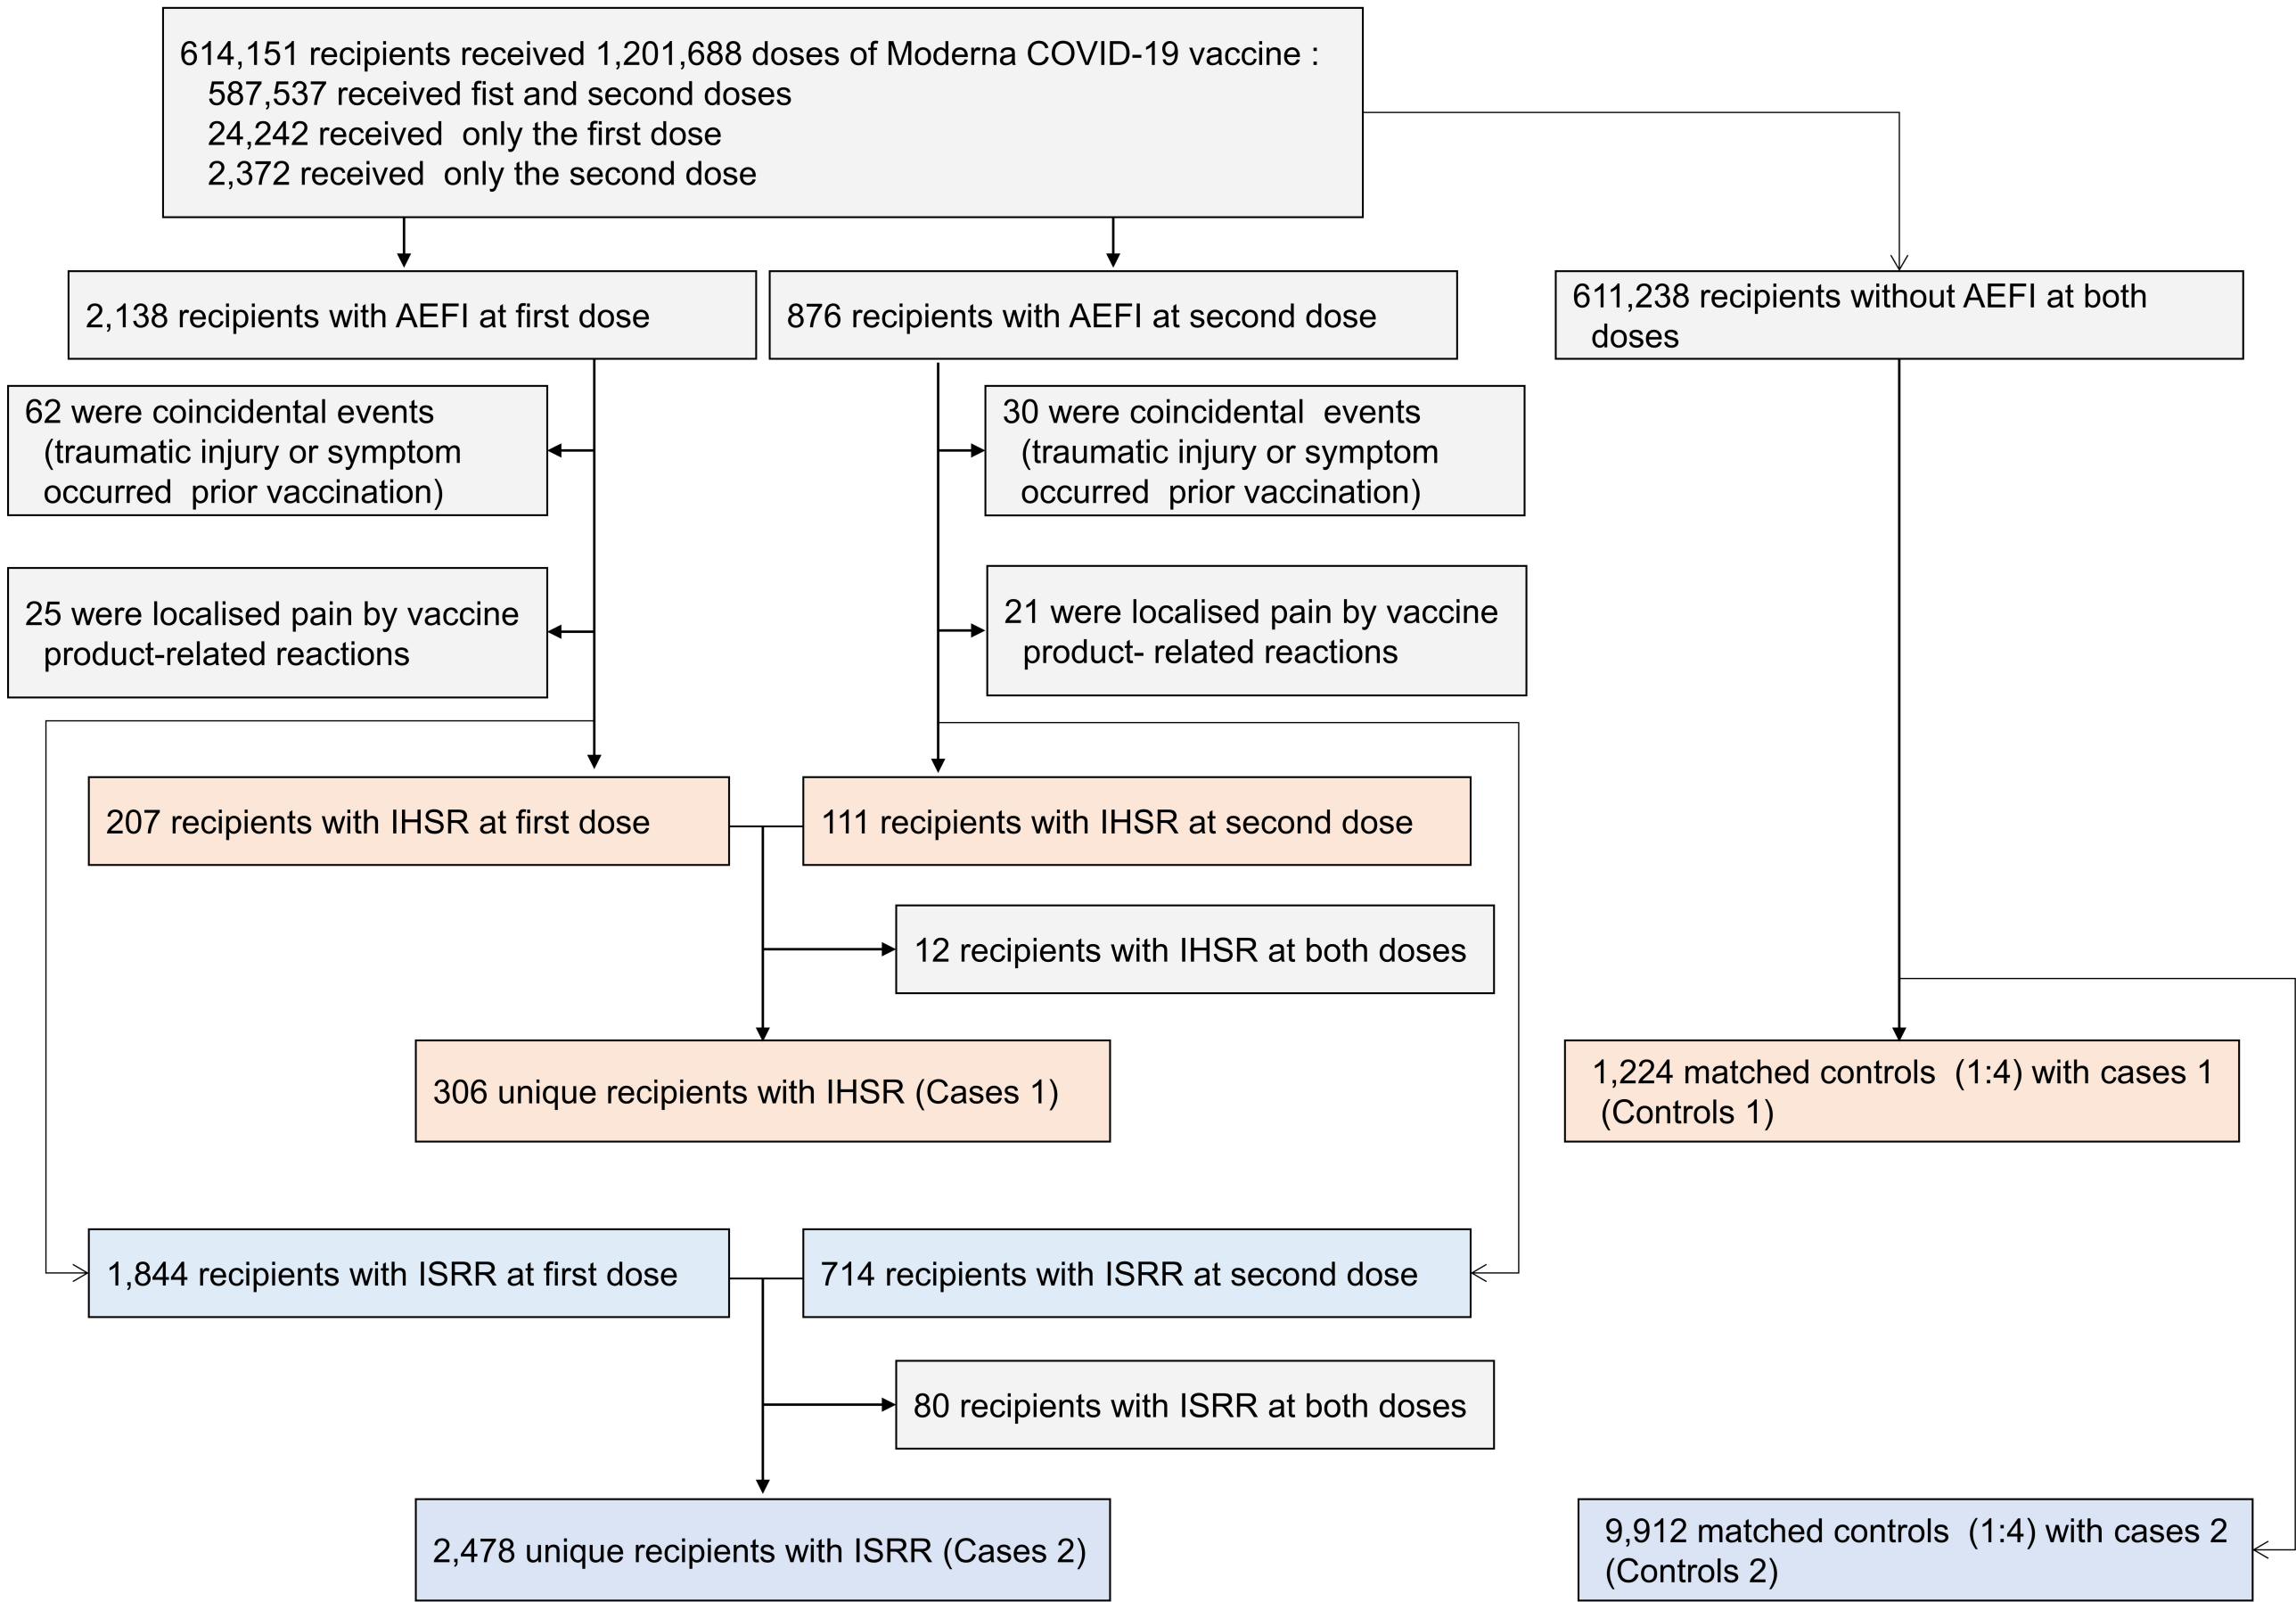 614,151 recipients received 1,201,688 doses of Moderna COVID-19 vaccine :
587,537 received fist and second doses
24,242 received  only the first dose
2,372 received  only the second dose
2,138 recipients with AEFI at first dose
876 recipients with AEFI at second dose
611,238 recipients without AEFI at both
doses
62 were coincidental events
(traumatic injury or symptom
occurred  prior vaccination)
30 were coincidental  events
(traumatic injury or symptom
occurred  prior vaccination)
25 were localised pain by vaccine
product-related reactions
21 were localised pain by vaccine
product- related reactions
207 recipients with IHSR at first dose
111 recipients with IHSR at second dose
12 recipients with IHSR at both doses
306 unique recipients with IHSR (Cases 1)
1,224 matched controls  (1:4) with cases 1
(Controls 1)
1,844 recipients with ISRR at first dose
714 recipients with ISRR at second dose
80 recipients with ISRR at both doses
2,478 unique recipients with ISRR (Cases 2)
9,912 matched controls  (1:4) with cases 2
(Controls 2)